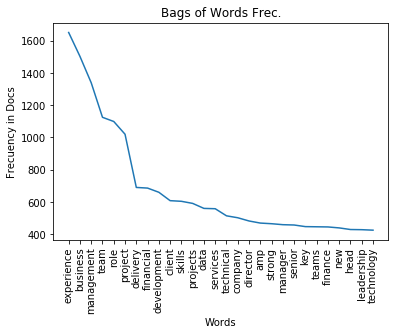 Bags of Words Frec.
Frecuency in Docs
1600
1400
1200
1000
800
600
400
experience
business
management
team
role
project
delivery
financial
development
client
skills
projects
data
services
technical
company
director
amp
strong
manager
senior
key
teams
finance
new
head
leadership
technology
Words